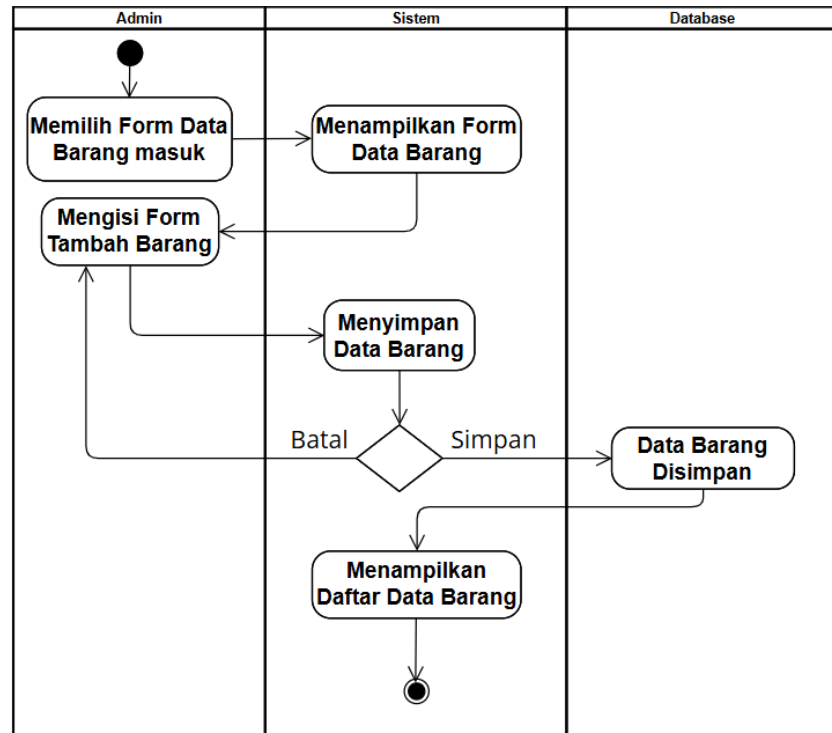 Admin
Sistem
Database
Memilih Form Data
Barang masuk
Menampilkan Form
Data Barang
Mengisi Form
Tambah Barang
Menyimpan
Data Barang
Batal
Simpan
Data Barang
Disimpan
Menampilkan
Daftar Data Barang